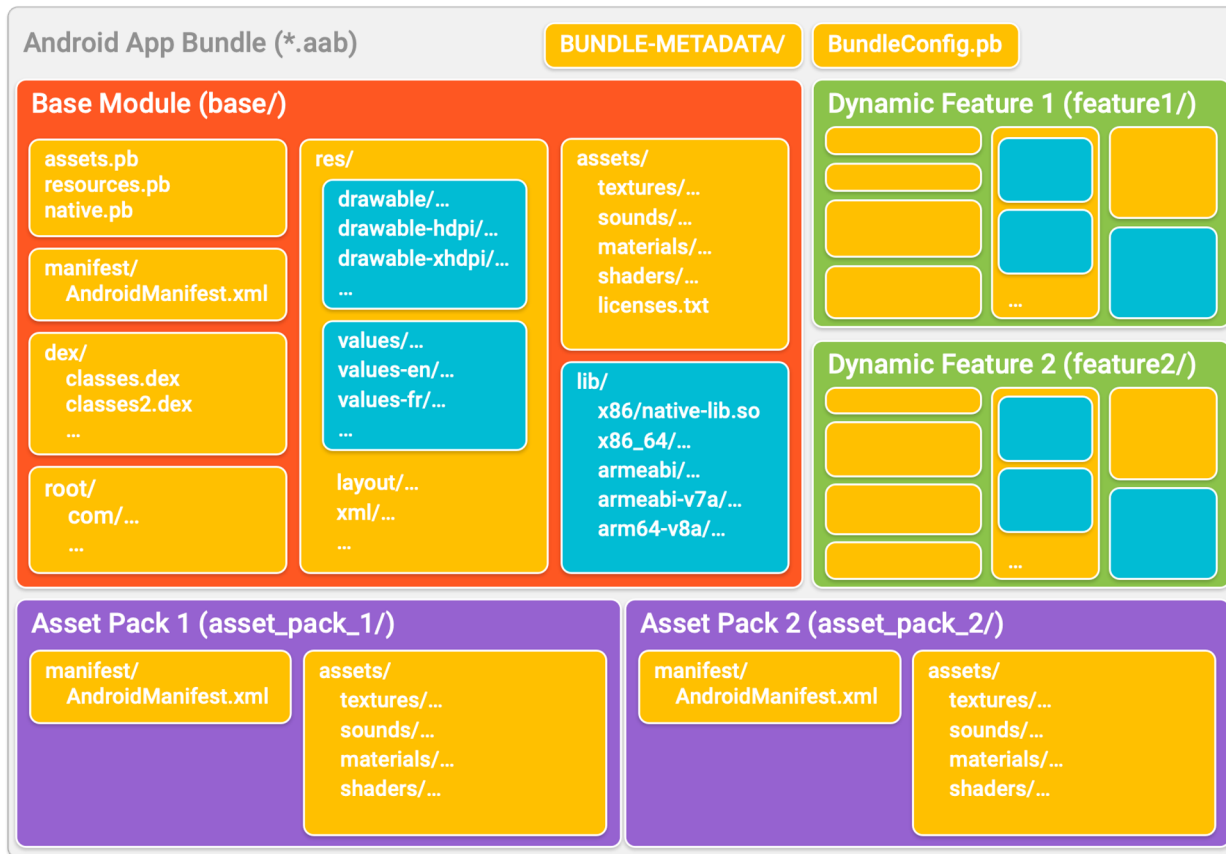 Android App Bundle (*.aab)
BUNDLE-METADATA/
BundleConfig.pb
Base Module (base/)
assets.pb
resources.pb
native.pb
manifest/
AndroidManifest.xml
dex/
classes.dex
classes2.dex
...
root/
com/...
...
res/
drawable/...
drawable-hdpi/...
drawable-xhdpi/...
...
values/...
values-en/...
values-fr/...
...
layout/...
xml/...
...
assets/
textures/...
sounds/...
materials/...
shaders/...
licenses.txt
lib/
x86/native-lib.so
x86_64/...
armeabi/...
armeabi-v7a/...
arm64-v8a/...
Dynamic Feature 1 (feature1/)
...
Dynamic Feature 2 (feature2/)
...
Asset Pack 1 (asset_pack_1/)
manifest/
AndroidManifest.xml
assets/
textures/...
sounds/...
materials/...
shaders/...
Asset Pack 2 (asset_pack_2/)
manifest/
AndroidManifest.xml
assets/
textures/...
sounds/...
materials/...
shaders/...